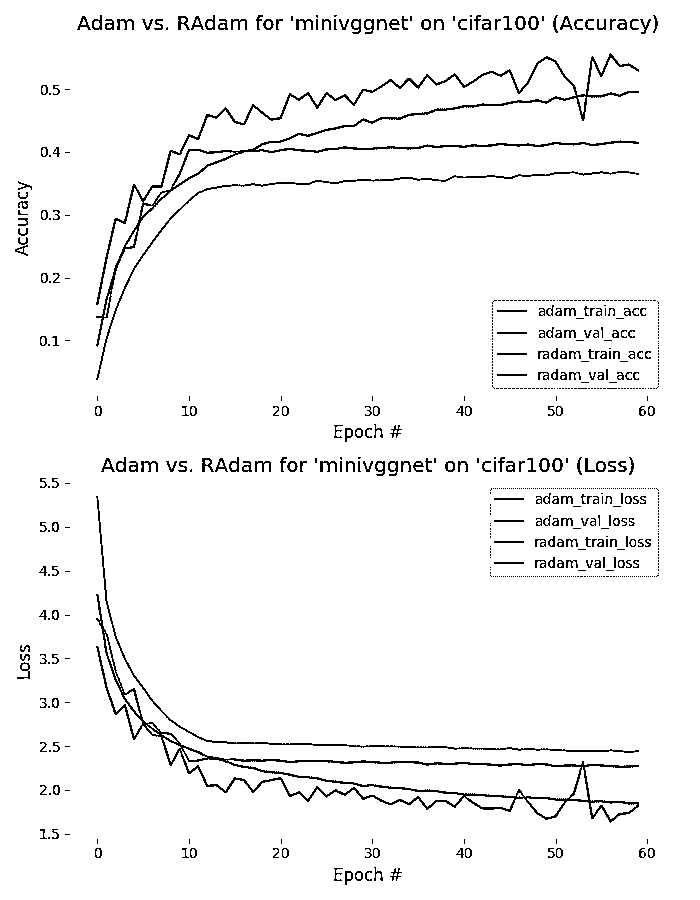 Adam vs. RAdam for 'minivggnet' on 'cifar100' (Accuracy)
0.5
0.4
0.3
0.2
0.1
Accuracy
adam_train_acc
adam_val_acc
radam_train_acc
radam_val_acc
0 10 20 30 40 50 60
Epoch #
Adam vs. RAdam for 'minivggnet' on 'cifar100' (Loss)
5.5
5.0
4.5
4.0
3.5
3.0
2.5
2.0
1.5
Loss
adam_train_loss
adam_val_loss
radam_train_loss
radam_val_loss
0 10 20 30 40 50 60
Epoch #